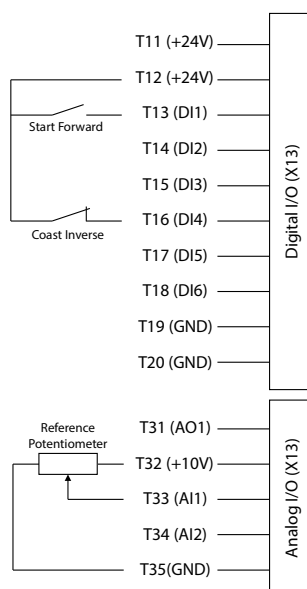 T11 (+24V)
T12 (+24V)
T13 (DI1)
Start Forward
T14 (DI2)
T15 (DI3)
T16 (DI4)
Coast Inverse
T17 (DI5)
T18 (DI6)
T19 (GND)
T20 (GND)
Digital I/O (X13)
Reference
Potentiometer
T31 (AO1)
T32 (+10V)
T33 (AI1)
T34 (AI2)
T35(GND)
Analog I/O (X13)